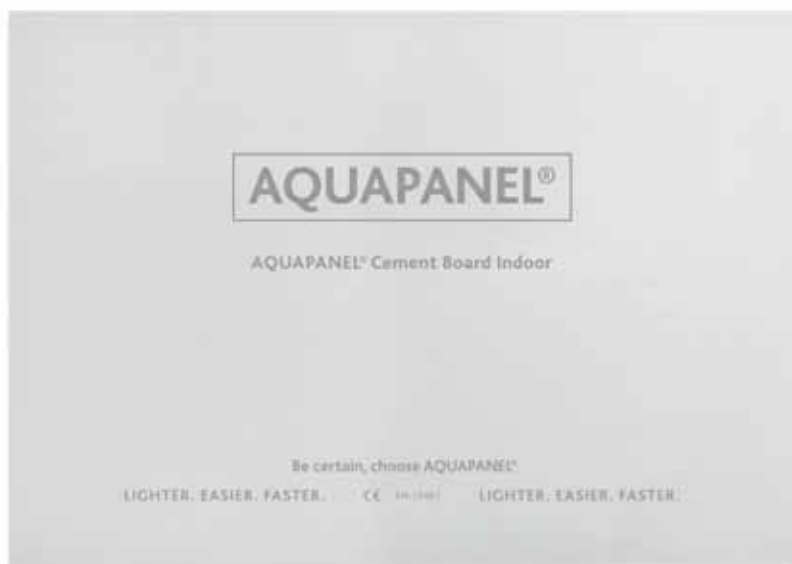 AQUAPANEL®
AQUAPANEL® Cement Board Indoor
Be certain, choose AQUAPANEL®
LIGHTER. EASIER. FASTER. CE LIGHTER. EASIER. FASTER.